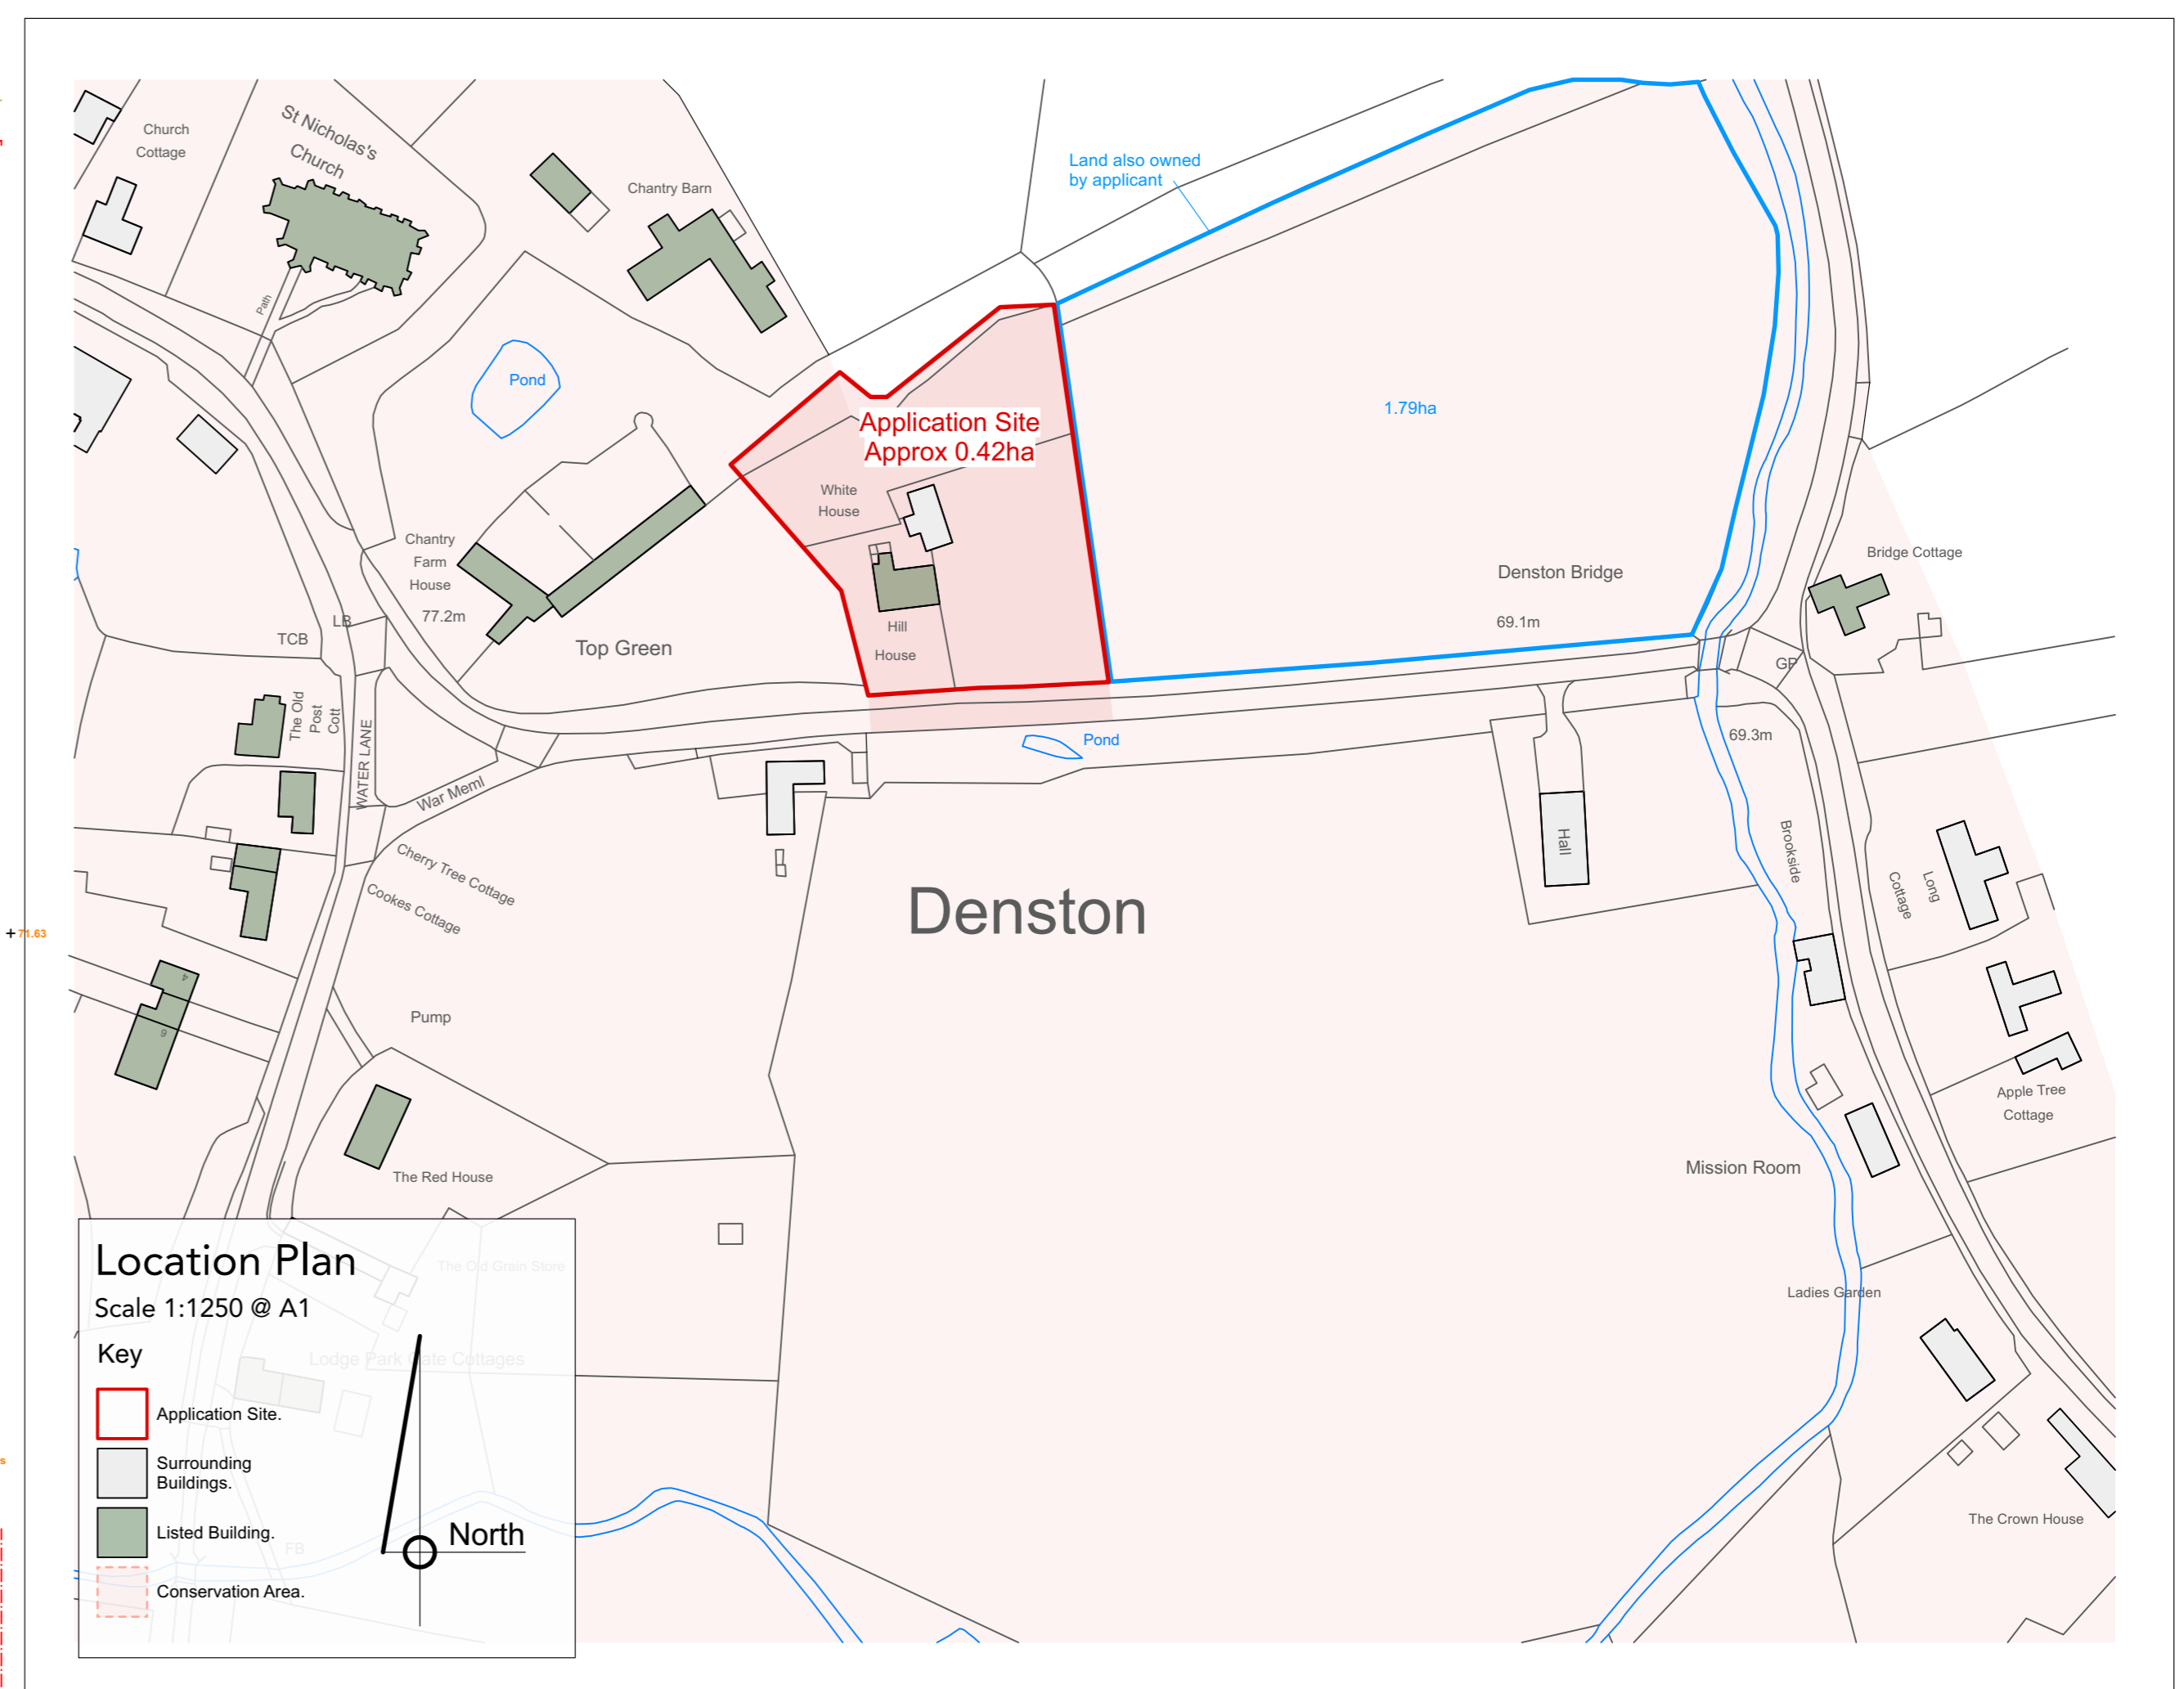 Church
Cottage
St Nicholas's
Church
Chantry Barn
Land also owned
by applicant
Path
Pond
1.79ha
Application Site
Approx 0.42ha
White
House
Chantry
Farm
House
77.2m
Hill
House
Denston Bridge
69.1m
Bridge Cottage
LB
TCB
Top Green
GP
The Old
Post
Cott
WATER LANE
War Meml
Pond
69.3m
Cherry Tree Cottage
Cookes Cottage
Hall
Brookside
Long
Cottage
Denston
71.63
4
6
Pump
Apple Tree
Cottage
The Red House
Mission Room
Ladies Garden
The Old Grain Store
Lodge Park Gate Cottages
FB
The Crown House
Location Plan
Scale 1:1250 @ A1
Key
Application Site.
Surrounding
Buildings.
Listed Building.
Conservation Area.
North